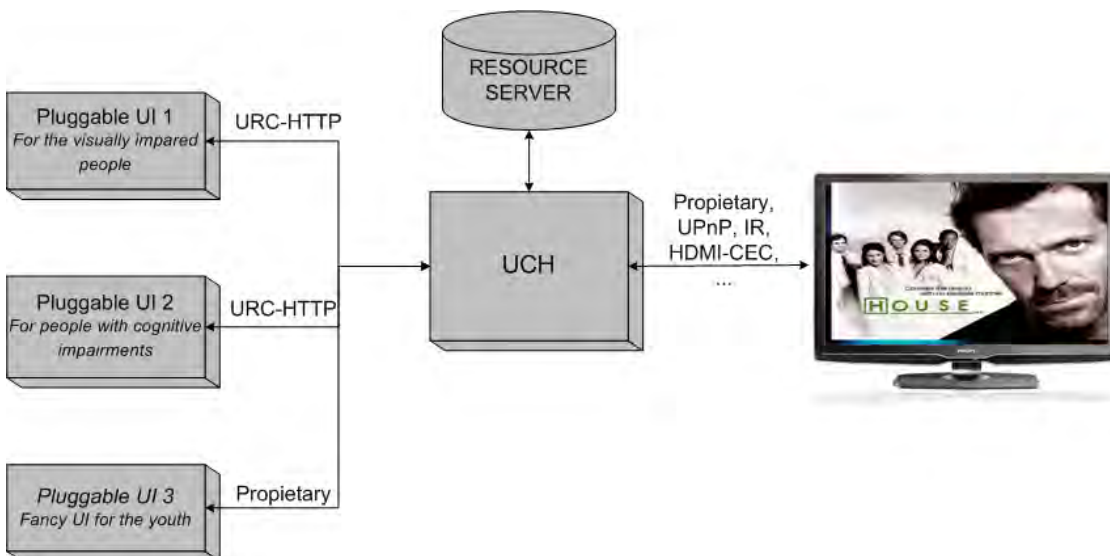 RESOURCE
SERVER
Pluggable UI 1
For the visually impared
people
URC-HTTP
Pluggable UI 2
For people with cognitive
impairments
URC-HTTP
Pluggable UI 3
Fancy UI for the youth
Propietary
UCH
Propietary,
UPnP, IR,
HDMI-CEC,
...
HOUSE